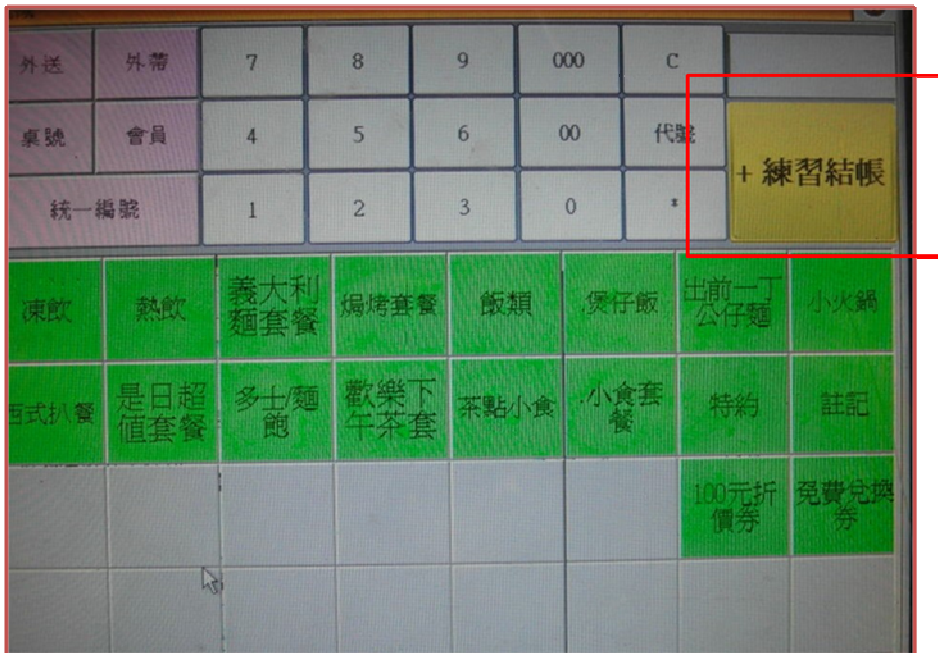 外送 外帶 7 8 9 000 C
桌號 會員 4 5 6 00 代號
+ 練習結帳
統一編號 1 2 3 0 *
凍飲 熱飲 義大利 焗烤套餐 飯類 煲仔飯 出前一丁 小火鍋
麵套餐 公仔麵
西式扒餐 是日超 多士/麵 歡樂下 茶點小食 .小食套 特約 註記
值套餐 飽 午茶套 餐
100元折 免費兌換
價券 券